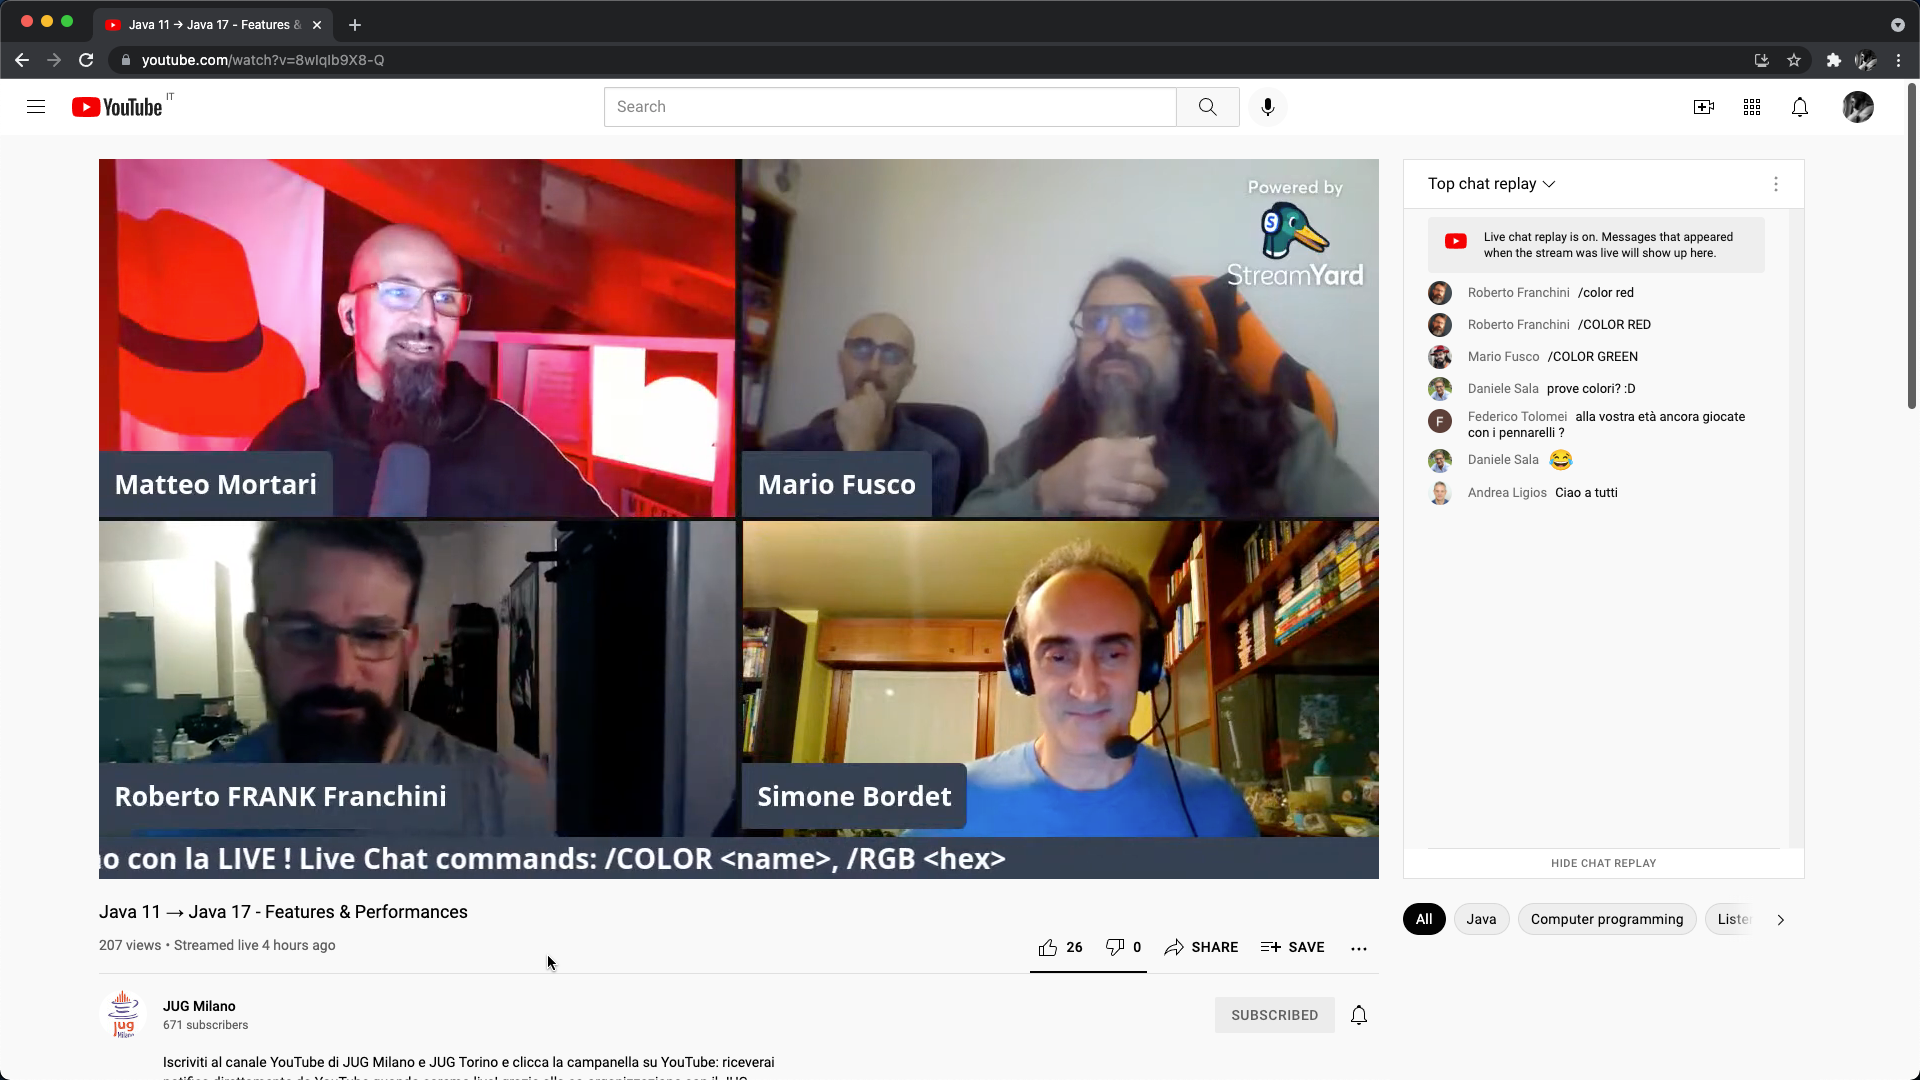 Java 11 → Java 17 - Features &
youtube.com/watch?v=8wIqIb9X8-Q
YouTube IT
Search
Powered by
StreamYard
Matteo Mortari
Mario Fusco
Roberto FRANK Franchini
Simone Bordet
o con la LIVE ! Live Chat commands: /COLOR <name>, /RGB <hex>
Top chat replay
Live chat replay is on. Messages that appeared
when the stream was live will show up here.
Roberto Franchini /color red
Roberto Franchini /COLOR RED
Mario Fusco /COLOR GREEN
Daniele Sala prove colori? :D
F
Federico Tolomei alla vostra età ancora giocate
con i pennarelli ?
Daniele Sala 😂
Andrea Ligios Ciao a tutti
HIDE CHAT REPLAY
Java 11 → Java 17 - Features & Performances
207 views • Streamed live 4 hours ago
26 0 SHARE SAVE
All Java Computer programming Liste
jug
Milano
JUG Milano
671 subscribers
SUBSCRIBED
Iscriviti al canale YouTube di JUG Milano e JUG Torino e clicca la campanella su YouTube: riceverai